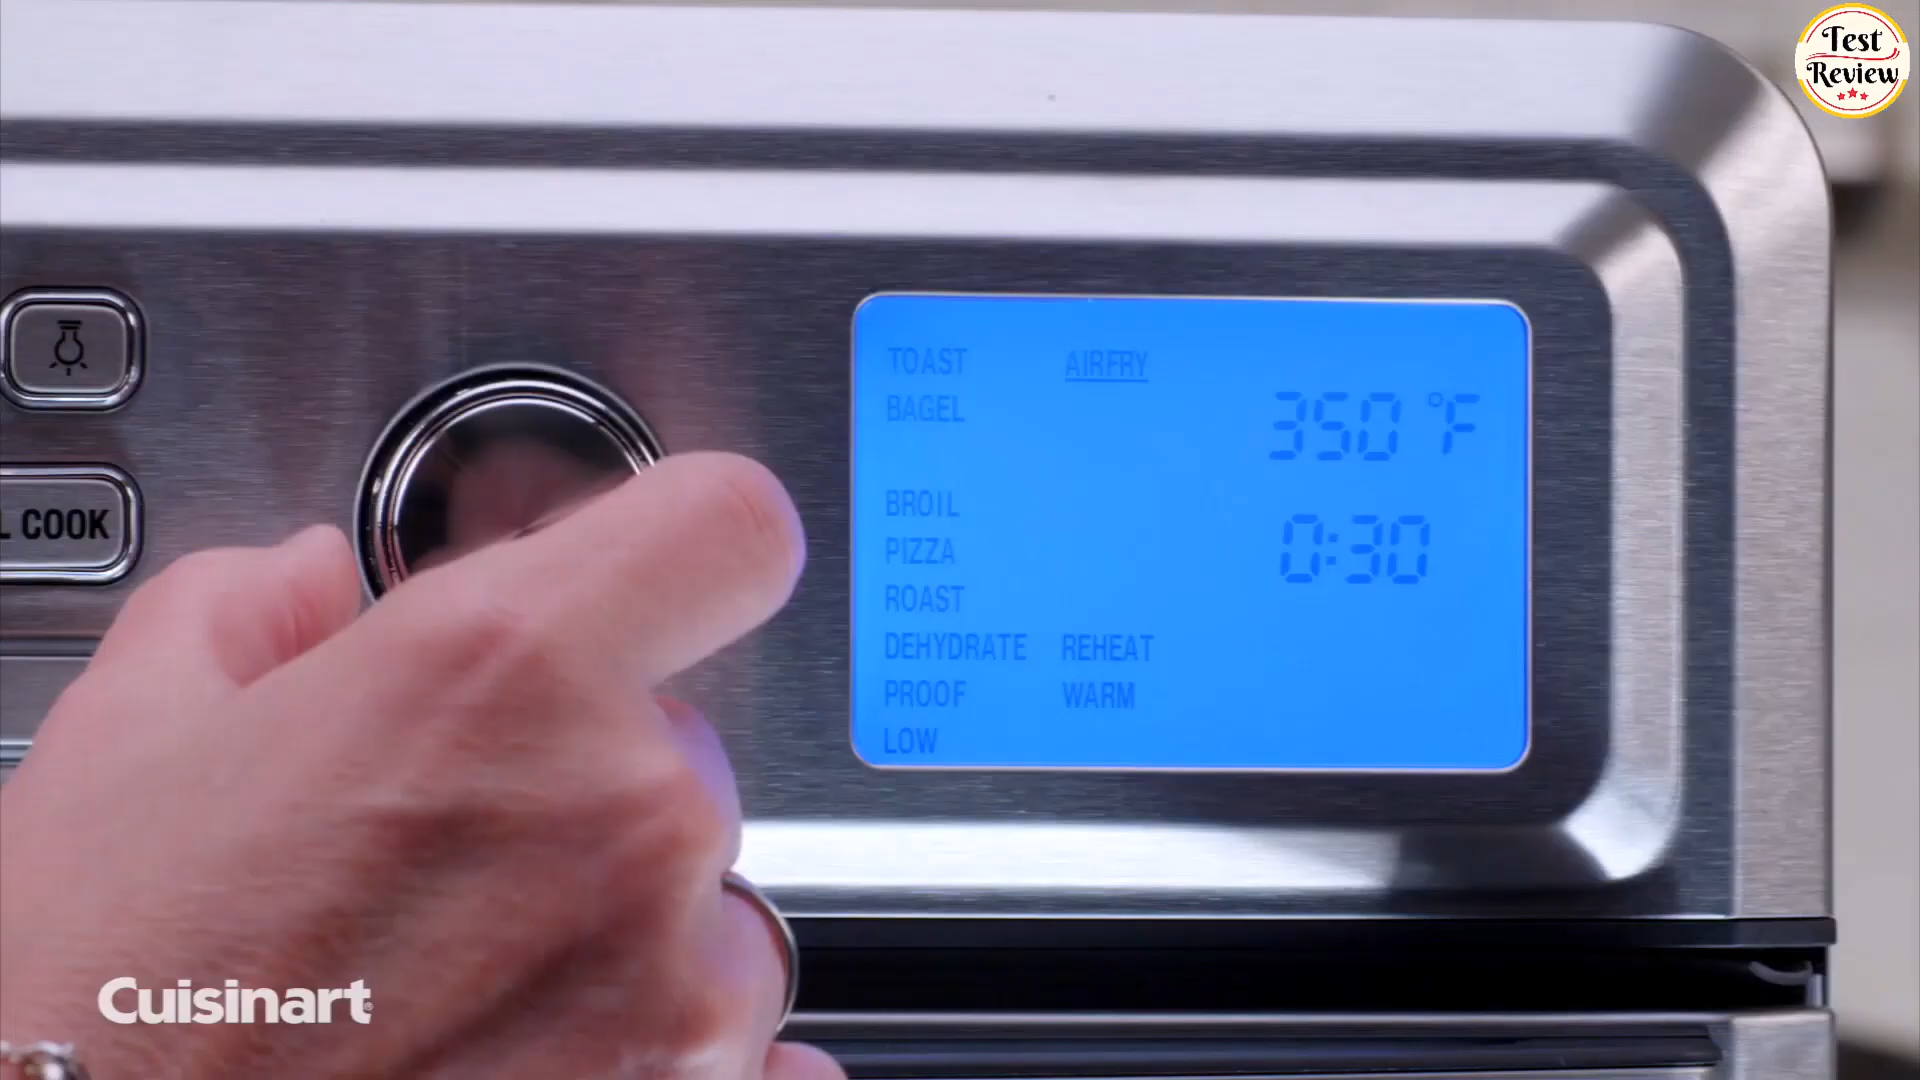 Test
Review
TOAST AIRFRY
BAGEL
350 °F
BROIL
0:30
PIZZA
ROAST
DEHYDRATE REHEAT
PROOF WARM
LOW
L COOK
Cuisinart